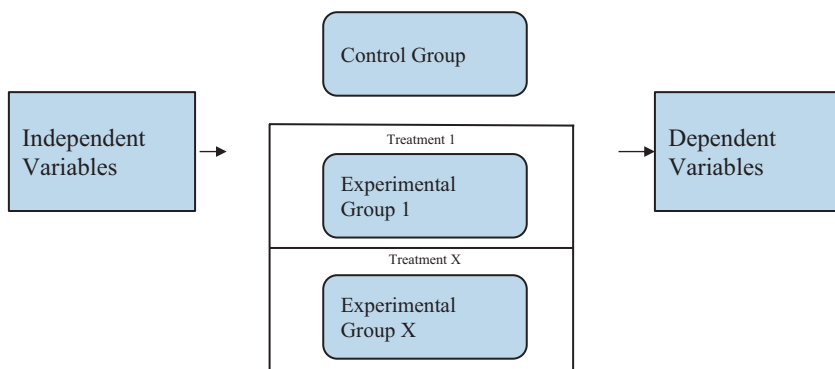 Control Group
Independent
Variables
Treatment 1
Experimental
Group 1
Treatment X
Experimental
Group X
Dependent
Variables